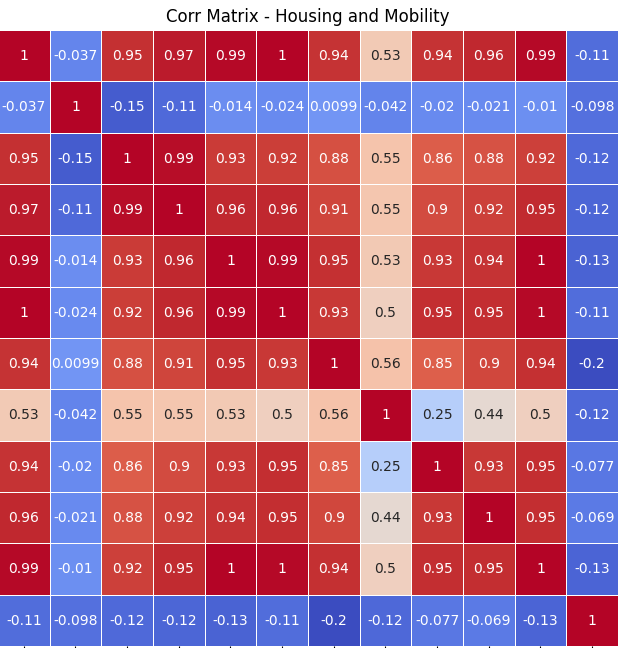 Corr Matrix - Housing and Mobility
1 -0.037 0.95 0.97 0.99 1 0.94 0.53 0.94 0.96 0.99 -0.11
-0.037 1 -0.15 -0.11 -0.014 -0.024 0.0099 -0.042 -0.02 -0.021 -0.01 -0.098
0.95 -0.15 1 0.99 0.93 0.92 0.88 0.55 0.86 0.88 0.92 -0.12
0.97 -0.11 0.99 1 0.96 0.96 0.91 0.55 0.9 0.92 0.95 -0.12
0.99 -0.014 0.93 0.96 1 0.99 0.95 0.53 0.93 0.94 1 -0.13
1 -0.024 0.92 0.96 0.99 1 0.93 0.5 0.95 0.95 1 -0.11
0.94 0.0099 0.88 0.91 0.95 0.93 1 0.56 0.85 0.9 0.94 -0.2
0.53 -0.042 0.55 0.55 0.53 0.5 0.56 1 0.25 0.44 0.5 -0.12
0.94 -0.02 0.86 0.9 0.93 0.95 0.85 0.25 1 0.93 0.95 -0.077
0.96 -0.021 0.88 0.92 0.94 0.95 0.9 0.44 0.93 1 0.95 -0.069
0.99 -0.01 0.92 0.95 1 1 0.94 0.5 0.95 0.95 1 -0.13
-0.11 -0.098 -0.12 -0.12 -0.13 -0.11 -0.2 -0.12 -0.077 -0.069 -0.13 1